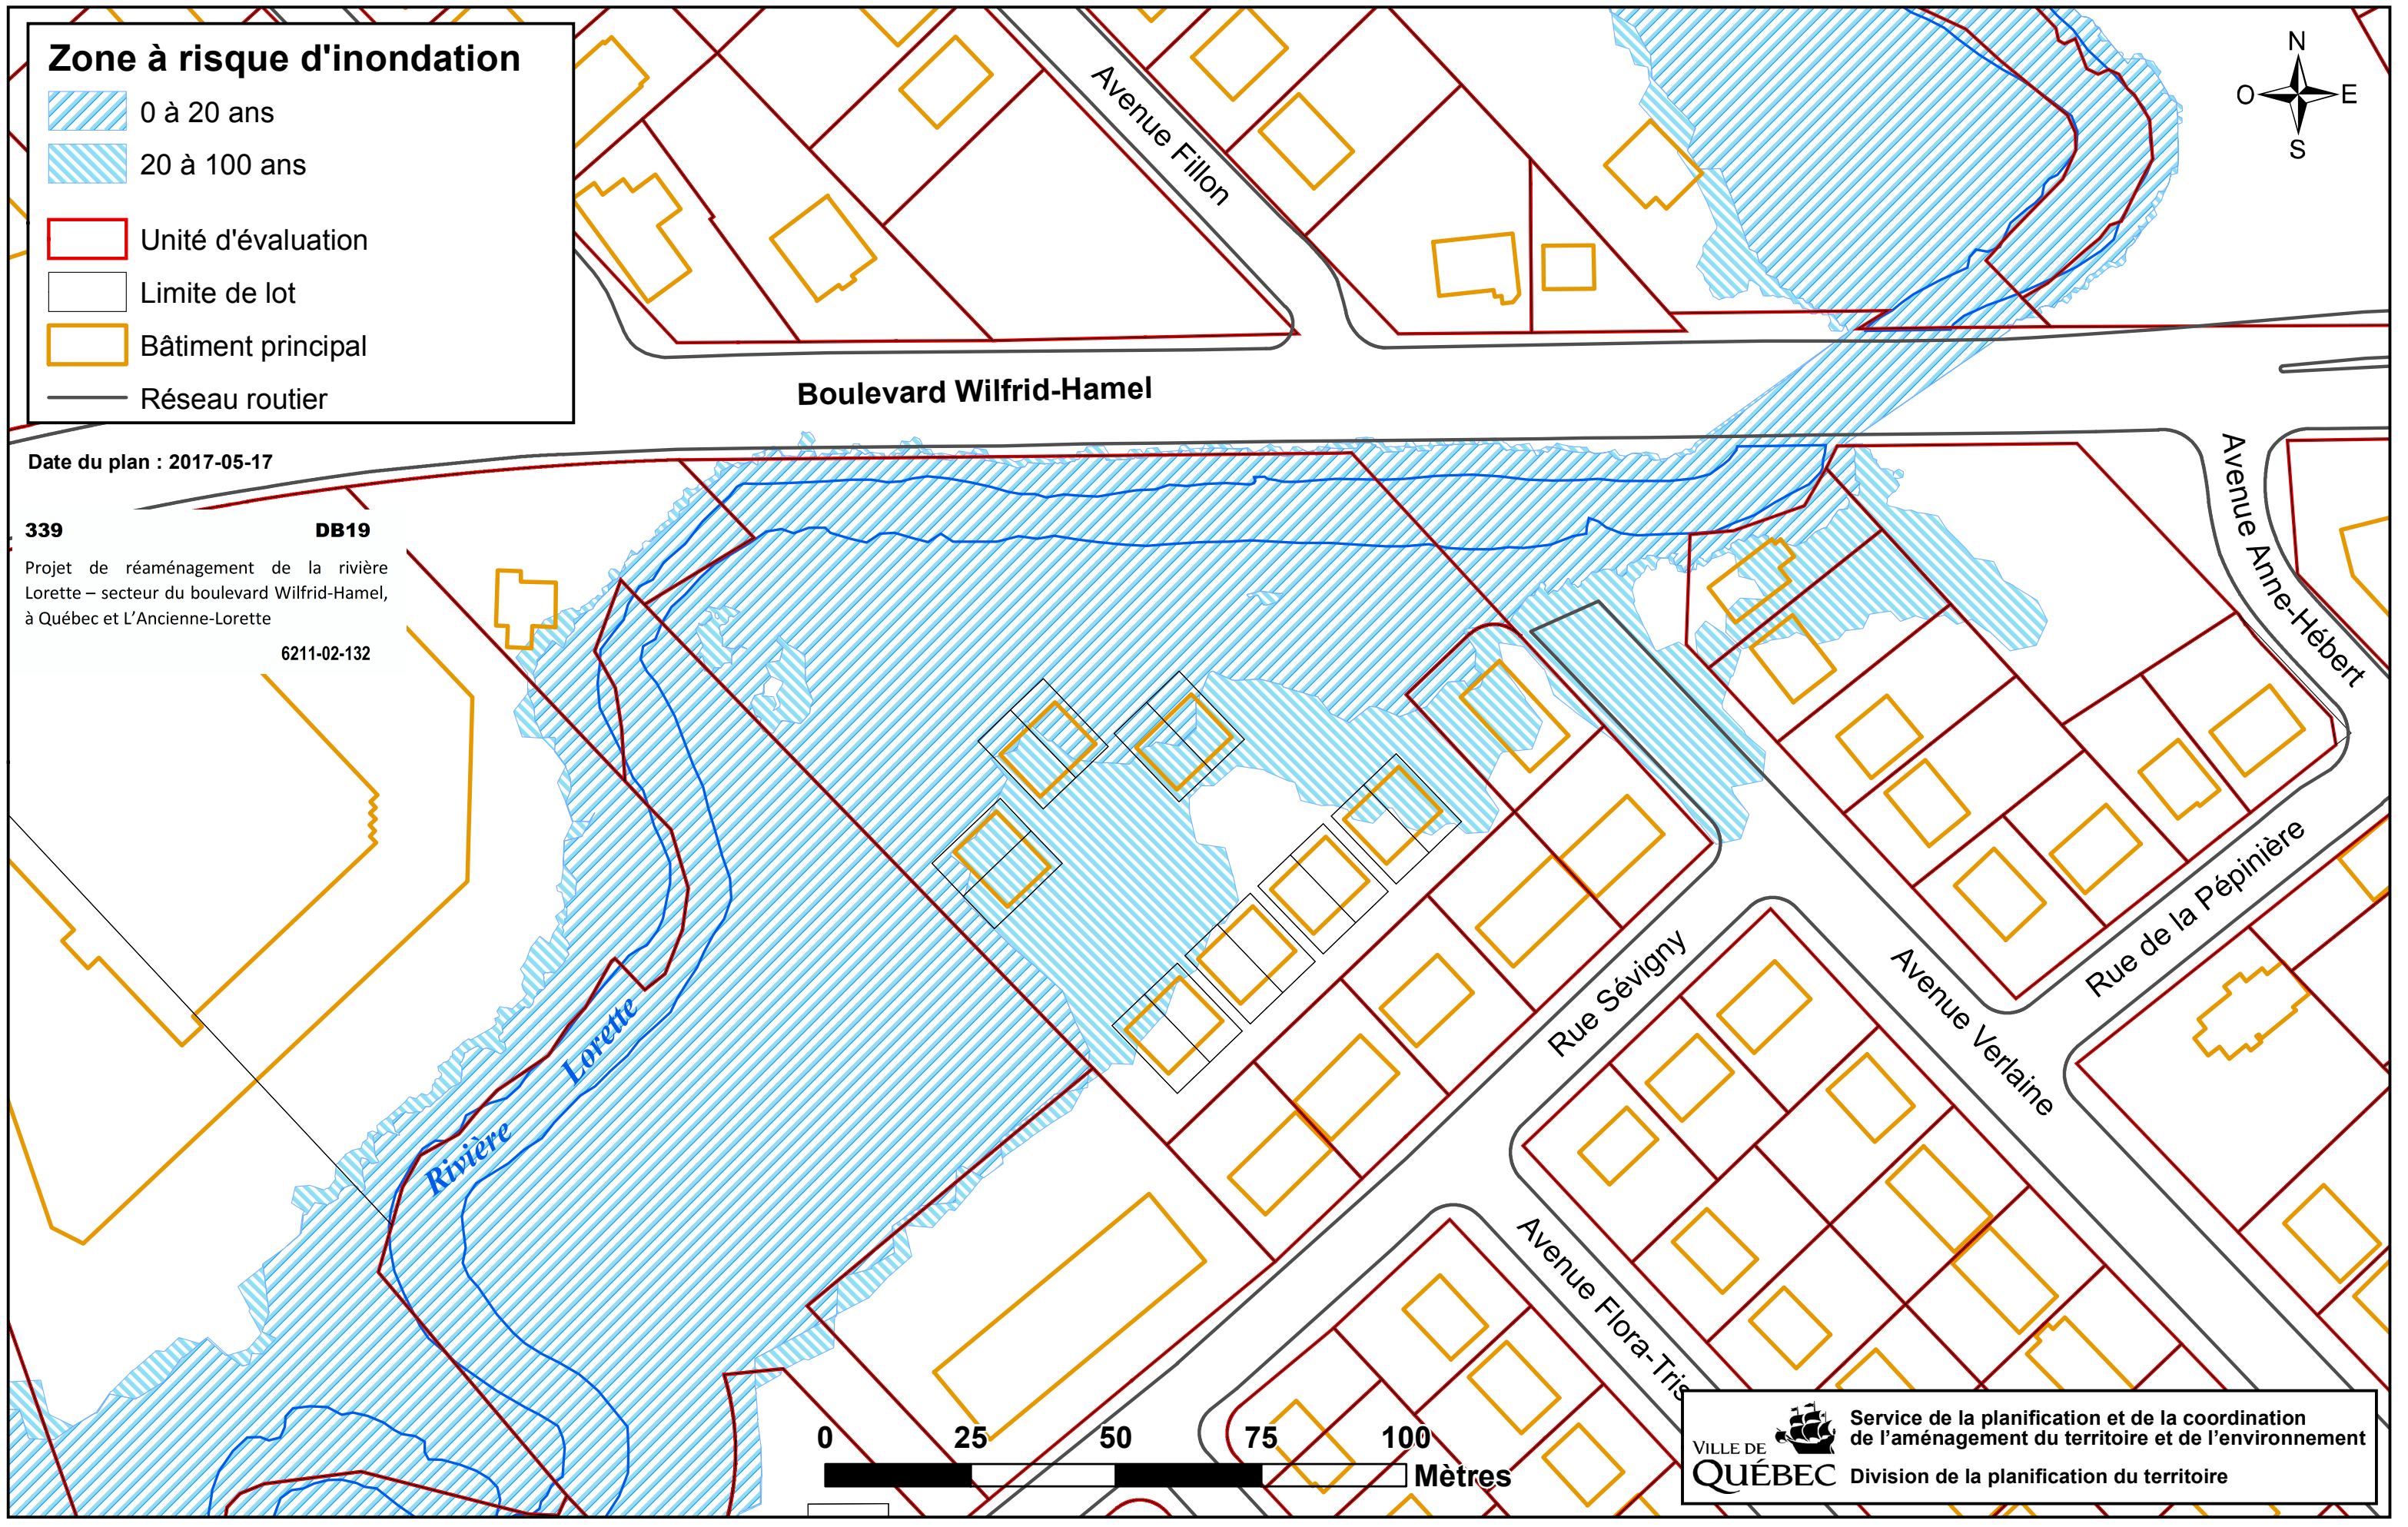 Zone à risque d'inondation
0 à 20 ans
20 à 100 ans
Unité d'évaluation
Limite de lot
Bâtiment principal
Réseau routier
Date du plan : 2017-05-17
339 DB19
Projet de réaménagement de la rivière
Lorette – secteur du boulevard Wilfrid-Hamel,
à Québec et L'Ancienne-Lorette
6211-02-132
N
O E
S
Avenue Fillon
Boulevard Wilfrid-Hamel
Avenue Anne-Hébert
Rue de la Pépinière
Rue Sévigny
Avenue Verlaine
Avenue Flora-Tris
Rivière Lorette
0 25 50 75 100
Mètres
VILLE DE
QUÉBEC
Service de la planification et de la coordination
de l'aménagement du territoire et de l'environnement
Division de la planification du territoire